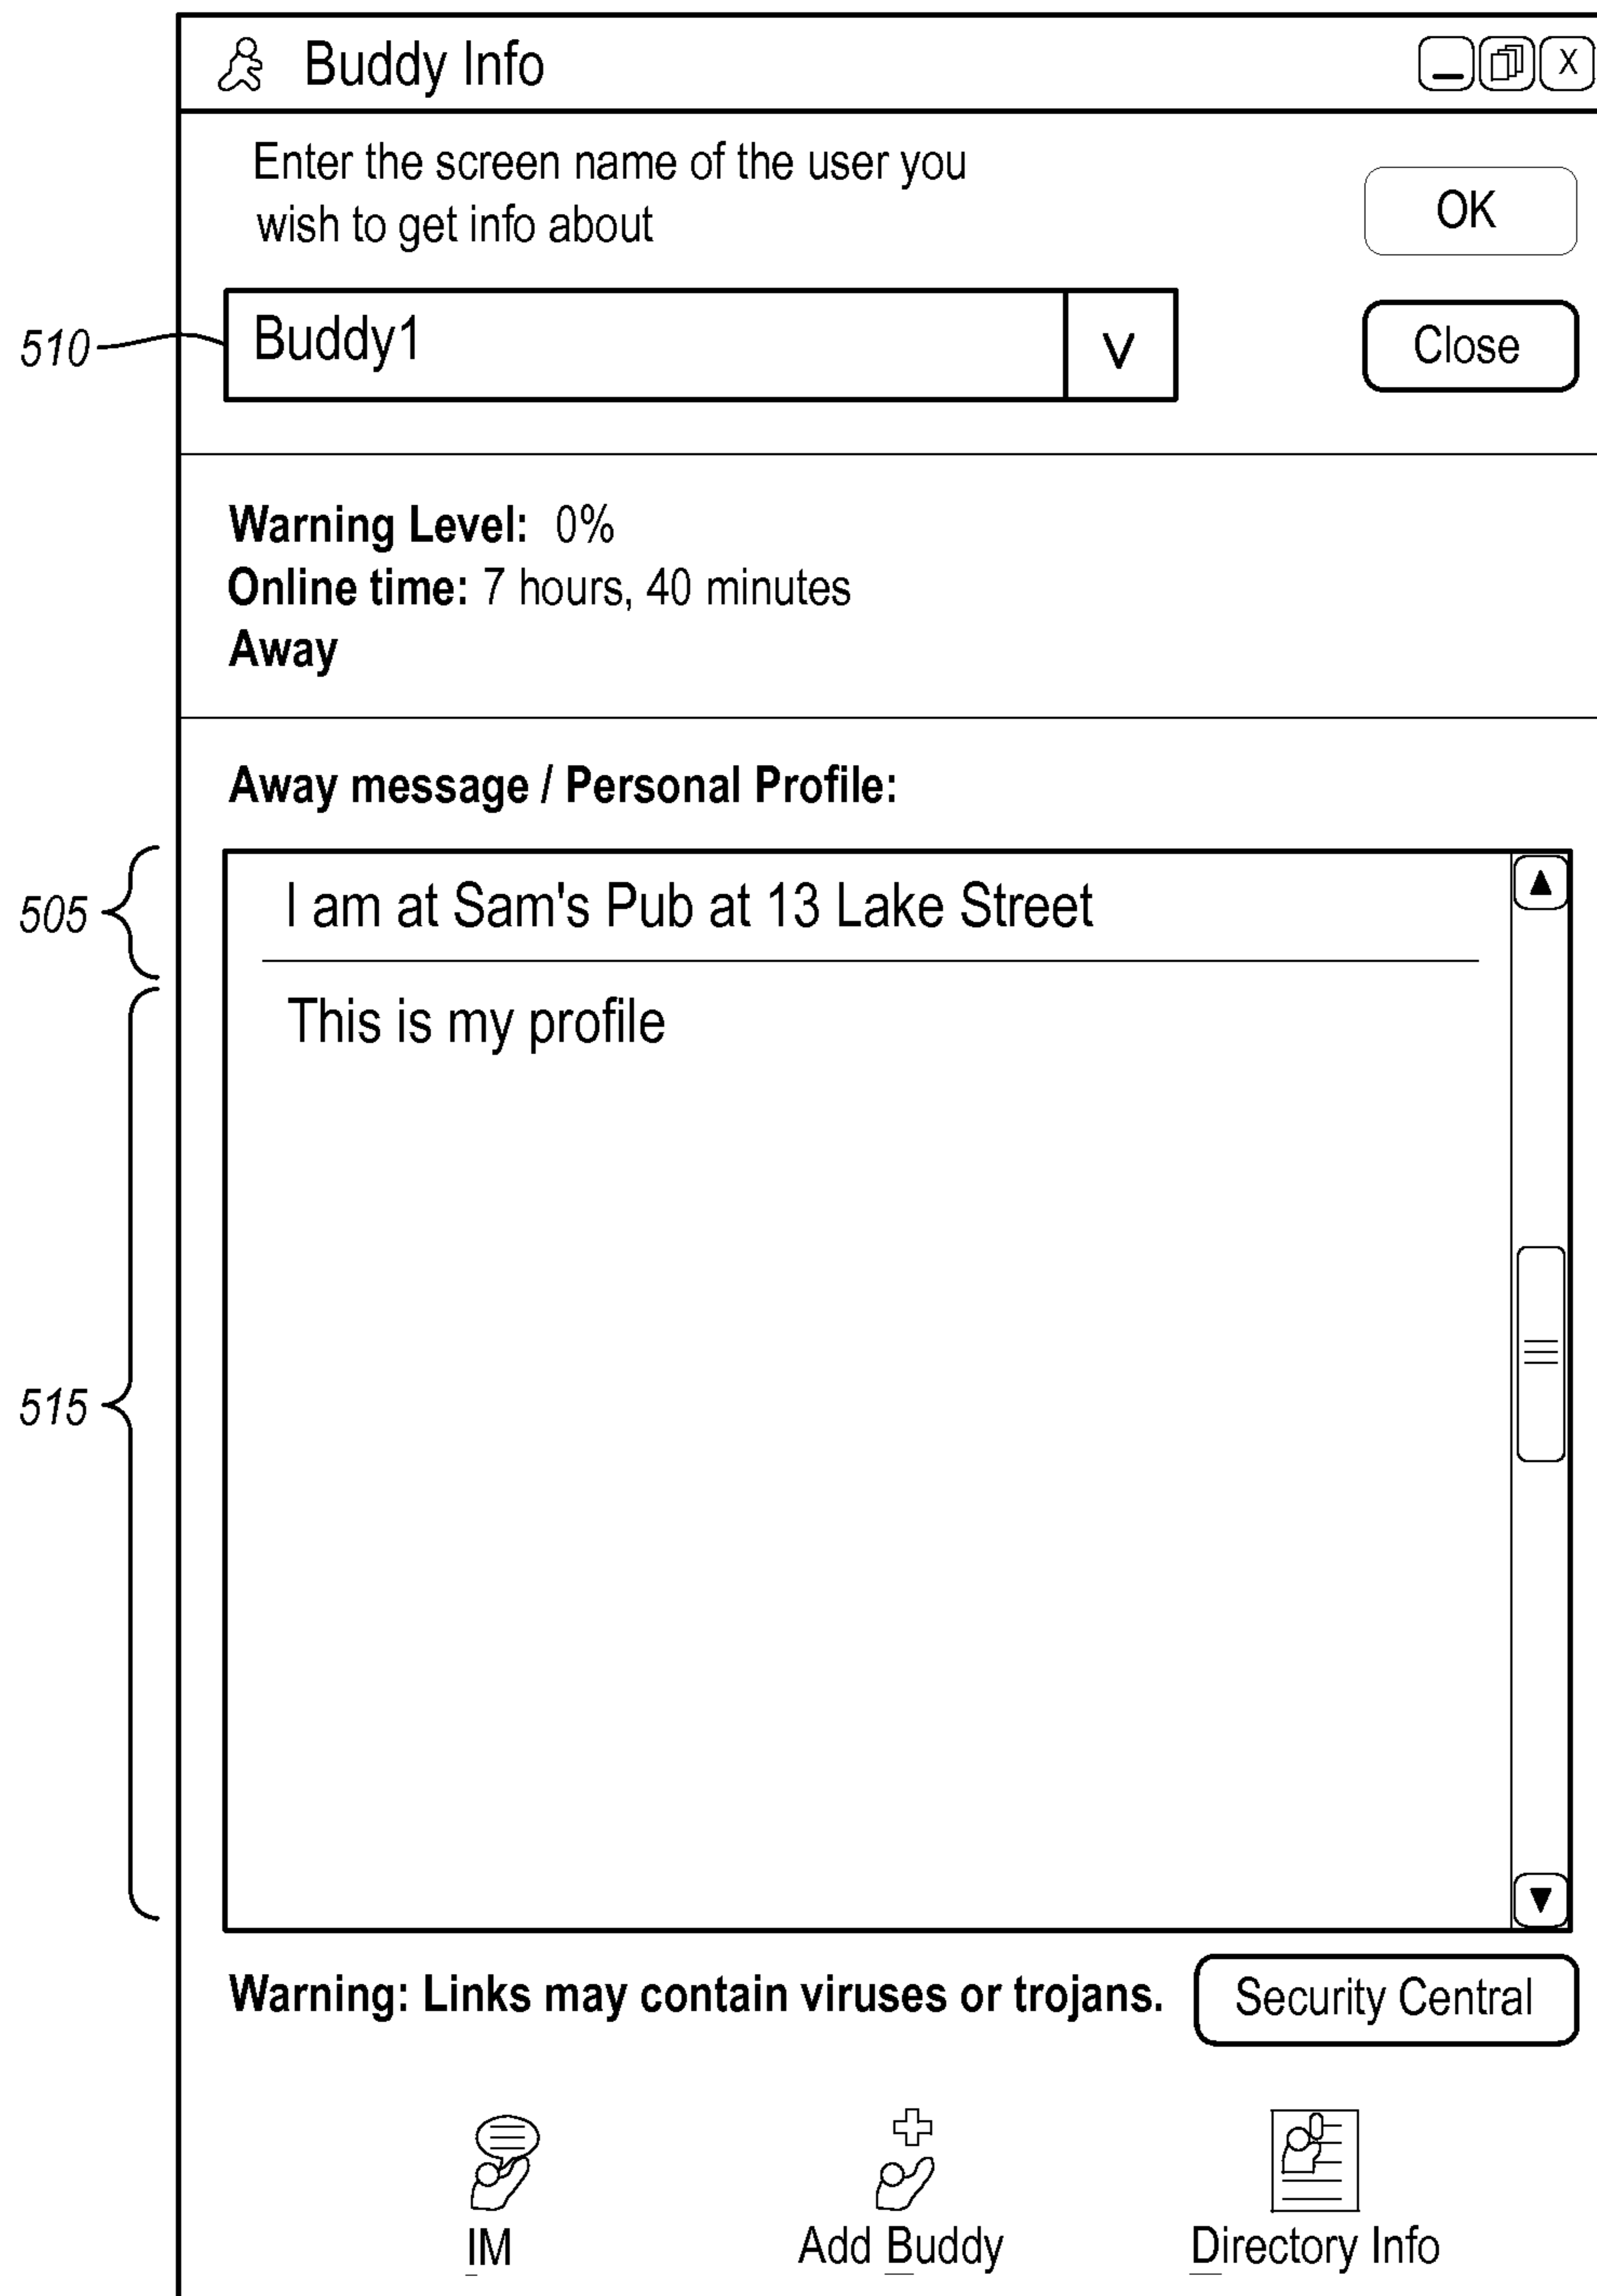 Buddy Info
X
Enter the screen name of the user you
wish to get info about
OK
510
Buddy1
V
Close
Warning Level: 0%
Online time: 7 hours, 40 minutes
Away
Away message / Personal Profile:
505
I am at Sam's Pub at 13 Lake Street
This is my profile
515
Warning: Links may contain viruses or trojans.
Security Central
IM
Add Buddy
Directory Info